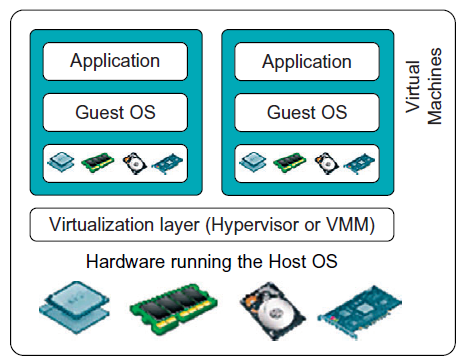 Application
Guest OS
Application
Guest OS
Virtual
Machines
Virtualization layer (Hypervisor or VMM)
Hardware running the Host OS